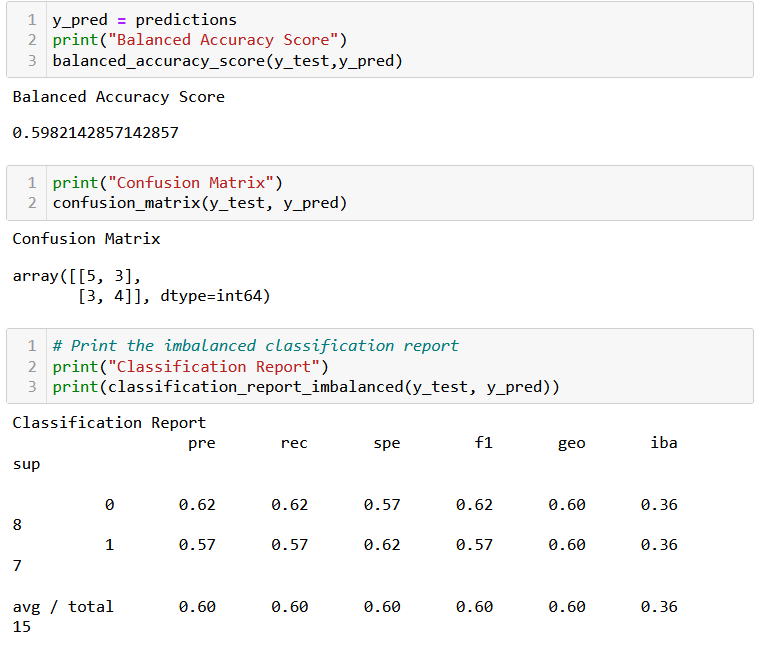 1 y_pred = predictions
2 print("Balanced Accuracy Score")
3 balanced_accuracy_score(y_test,y_pred)
Balanced Accuracy Score
0.5982142857142857
1 print("Confusion Matrix")
2 confusion_matrix(y_test, y_pred)
Confusion Matrix
array([[5, 3],
       [3, 4]], dtype=int64)
1 # Print the imbalanced classification report
2 print("Classification Report")
3 print(classification_report_imbalanced(y_test, y_pred))
Classification Report
                   pre       rec       spe        f1       geo       iba
sup
          0       0.62      0.62      0.57      0.62      0.60      0.36
8
          1       0.57      0.57      0.62      0.57      0.60      0.36
7
avg / total       0.60      0.60      0.60      0.60      0.60      0.36
15